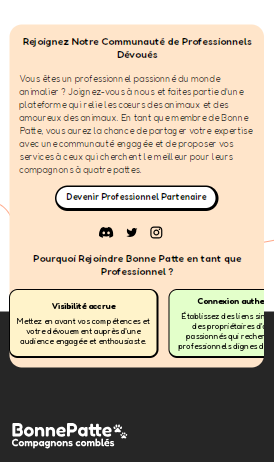 Rejoignez Notre Communauté de Professionnels
Dévoués
Vous êtes un professionnel passionné du monde
animalier ? Joignez-vous à nous et faites partie d'une
plateforme qui relie les cœurs des animaux et des
amoureux des animaux. En tant que membre de Bonne
Patte, vous aurez la chance de partager votre expertise
avec une communauté engagée et de proposer vos
services à ceux qui cherchent le meilleur pour leurs
compagnons à quatre pattes.
Devenir Professionnel Partenaire
Pourquoi Rejoindre Bonne Patte en tant que
Professionnel ?
Visibilité accrue
Mettez en avant vos compétences et
votre dévouement auprès d'une
audience engagée et enthousiaste.
Connexion authe
Établissez des liens sin
des propriétaires d'a
passionnés qui recher
professionnels dignes d
BonnePatte
Compagnons comblés